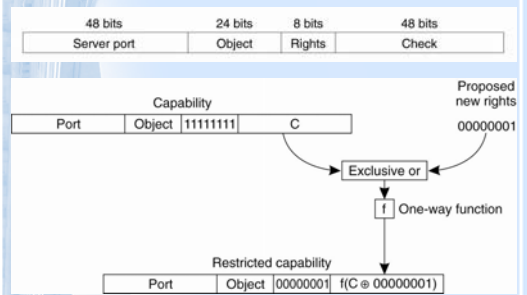 48 bits 24 bits 8 bits 48 bits
Server port Object Rights Check
Proposed
new rights
Capability
Port Object 11111111 C 00000001
Exclusive or
f One-way function
Restricted capability
Port Object 00000001 f(C ⊕ 00000001)